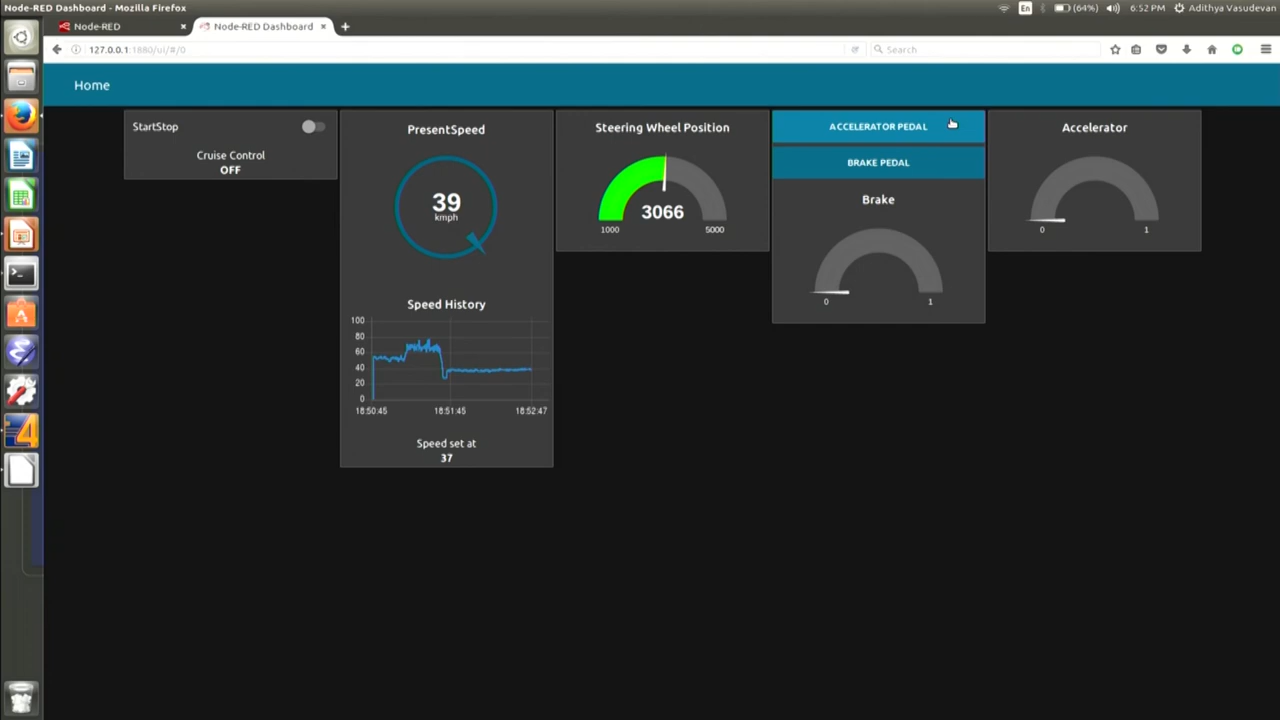 Node-RED Dashboard - Mozilla Firefox
En
(64%)
6:52 PM
Adithya Vasudevan
Node-RED
Node-RED Dashboard
127.0.0.1:1880/ui/#/0
Search
Home
StartStop
Cruise Control
OFF
PresentSpeed
39
kmph
Speed History
100
80
60
40
20
0
18:50:45
18:51:45
18:52:47
Speed set at
37
Steering Wheel Position
3066
1000
5000
ACCELERATOR PEDAL
BRAKE PEDAL
Brake
0
1
Accelerator
0
1